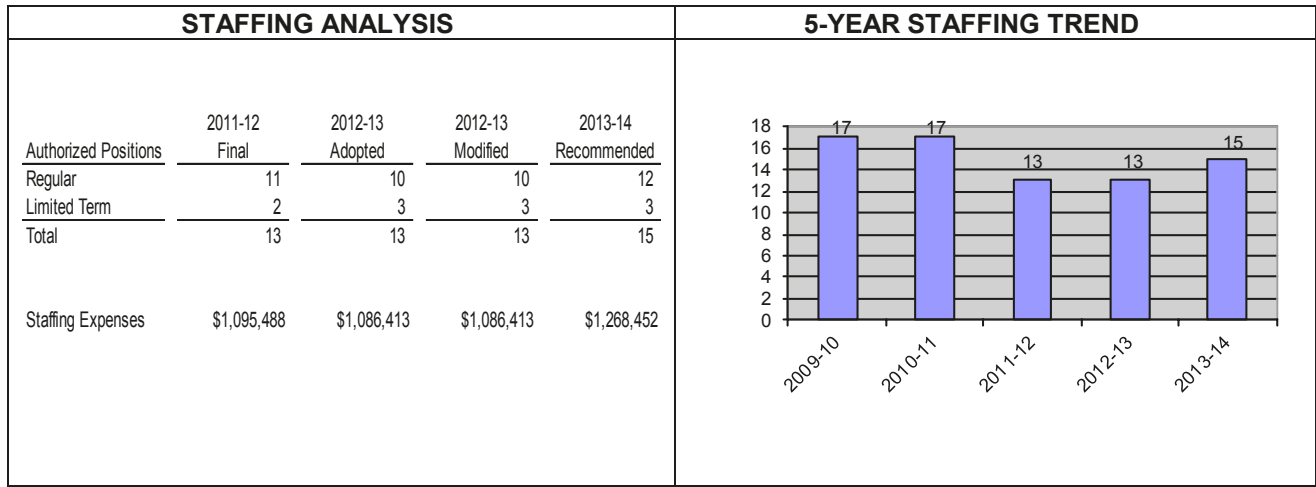 STAFFING ANALYSIS
2011-12 2012-13 2012-13 2013-14
Authorized Positions Final Adopted Modified Recommended
Regular 11 10 10 12
Limited Term 2 3 3 3
Total 13 13 13 15
Staffing Expenses $1,095,488 $1,086,413 $1,086,413 $1,268,452
5-YEAR STAFFING TREND
18
16
14
12
10
8
6
4
2
0
17 17 13 13 15
2009-10 2010-11 2011-12 2012-13 2013-14